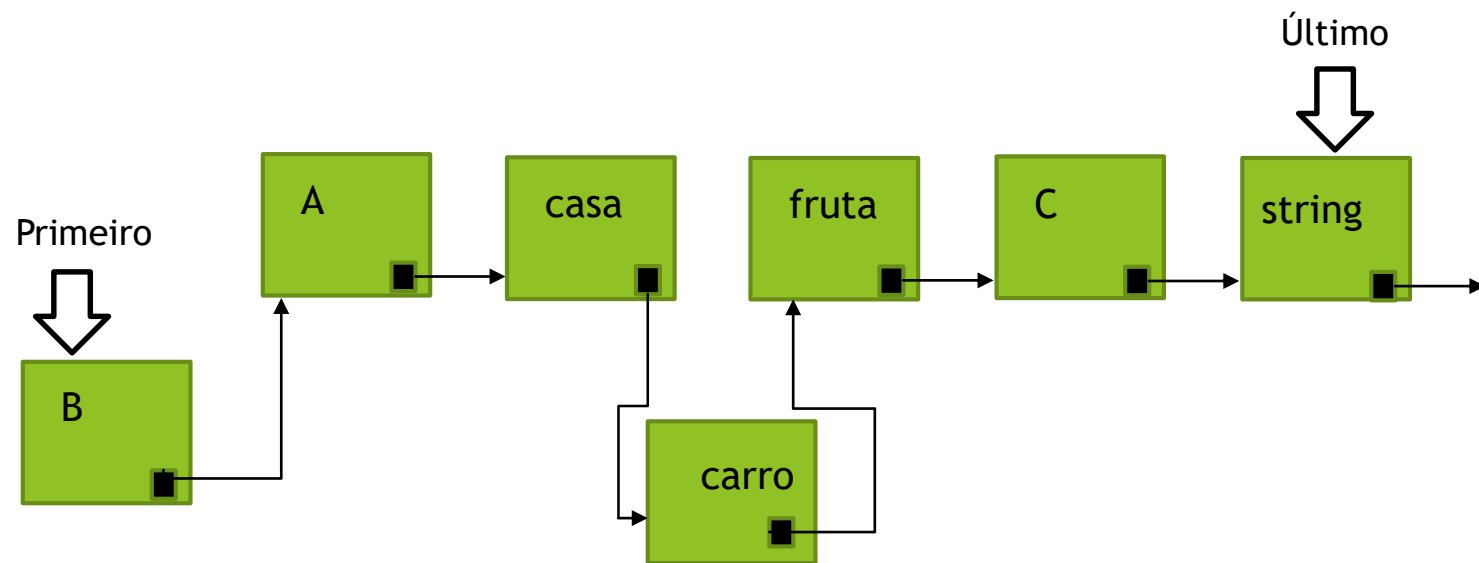 Último
A
casa
fruta
C
string
Primeiro
B
carro